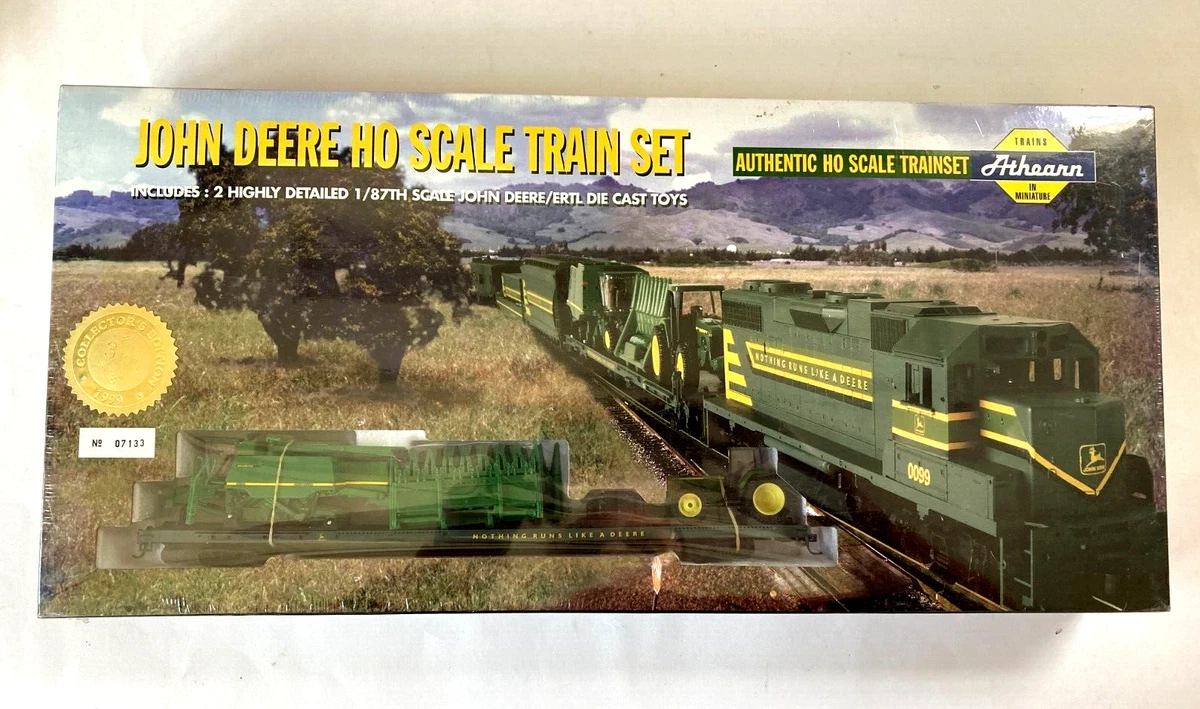 JOHN DEERE HO SCALE TRAIN SET
INCLUDES : 2 HIGHLY DETAILED 1/87TH SCALE JOHN DEERE/ERTL DIE CAST TOYS
AUTHENTIC HO SCALE TRAINSET
TRAINS
Athearn
IN
MINIATURE
NOTHING RUNS LIKE A DEERE
0099
JOHN DEERE
COLLECTOR'S EDITION
1999
Nº 07133
NOTHING RUNS LIKE A DEERE